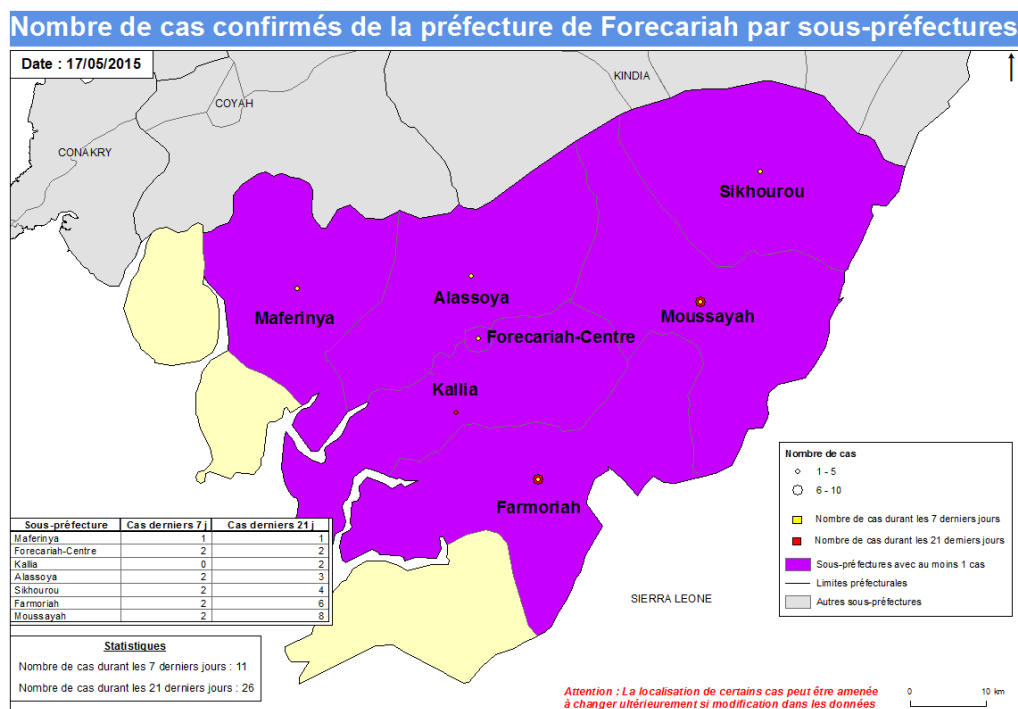 Nombre de cas confirmés de la préfecture de Forecariah par sous-préfectures
Date : 17/05/2015
KINDIA
COYAH
CONAKRY
Sikhourou
Alassoya
Maferinya
Moussayah
Forecariah-Centre
Kallia
Farmoriah
SIERRA LEONE
Nombre de cas
1 - 5
6 - 10
Nombre de cas durant les 7 derniers jours
Nombre de cas durant les 21 derniers jours
Sous-préfectures avec au moins 1 cas
Limites préfecturales
Autres sous-préfectures
Sous-préfecture Cas derniers 7 j Cas derniers 21 j
Maferinya 1 1
Forecariah-Centre 2 2
Kallia 0 2
Alassoya 2 3
Sikhourou 2 4
Farmoriah 2 6
Moussayah 2 8
Statistiques
Nombre de cas durant les 7 derniers jours : 11
Nombre de cas durant les 21 derniers jours : 26
Attention : La localisation de certains cas peut être amenée
à changer ultérieurement si modification dans les données
0 10 km